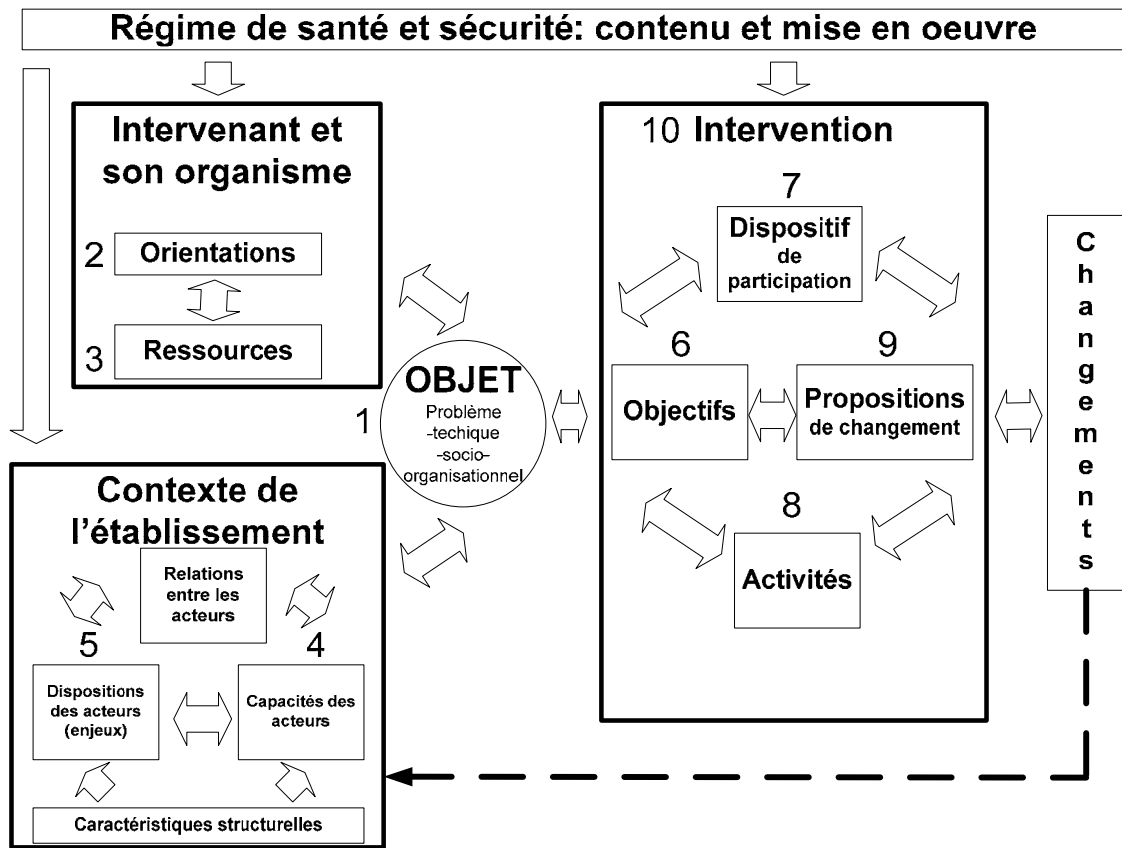 Régime de santé et sécurité: contenu et mise en oeuvre
Intervenant et
son organisme
2 Orientations
3 Ressources
1
OBJET
Problème
-techique
-socio-
organisationnel
Contexte de
l'établissement
Relations
entre les
acteurs
5
4
Dispositions
des acteurs
(enjeux)
Capacités des
acteurs
Caractéristiques structurelles
10 Intervention
7
Dispositif
de
participation
6
Objectifs
9
Propositions
de changement
8
Activités
C
h
a
n
g
e
m
e
n
t
s